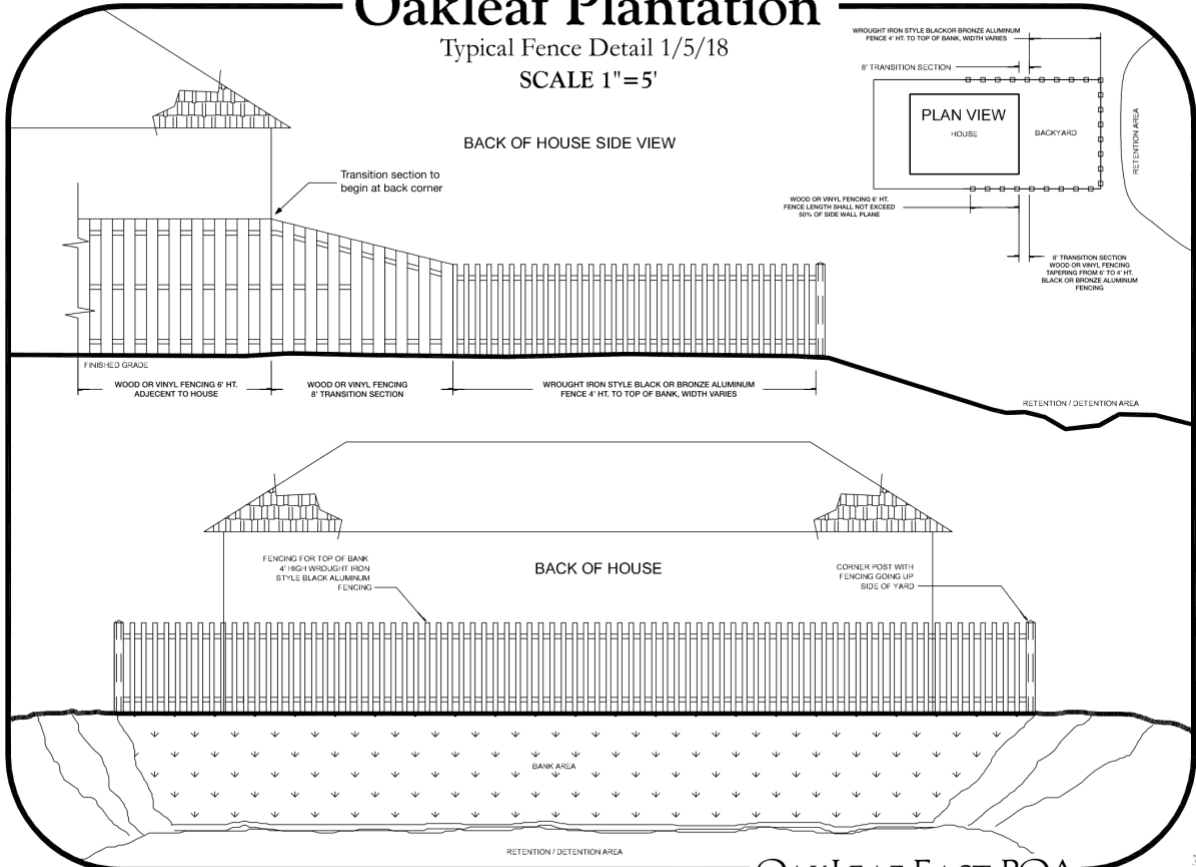 Oakleaf Plantation
Typical Fence Detail 1/5/18
SCALE 1"=5'
WROUGHT IRON STYLE BLACKOR BRONZE ALUMINUM
FENCE 4' HT. TO TOP OF BANK, WIDTH VARIES
8' TRANSITION SECTION
PLAN VIEW
HOUSE
BACKYARD
RETENTION AREA
WOOD OR VINYL FENCING 6' HT.
FENCE LENGTH SHALL NOT EXCEED
50% OF SIDE WALL PLANE
8' TRANSITION SECTION
WOOD OR VINYL FENCING
TAPERING FROM 6' TO 4' HT.
BLACK OR BRONZE ALUMINUM
FENCING
BACK OF HOUSE SIDE VIEW
Transition section to
begin at back corner
FINISHED GRADE
WOOD OR VINYL FENCING 6' HT.
ADJECENT TO HOUSE
WOOD OR VINYL FENCING
8' TRANSITION SECTION
WROUGHT IRON STYLE BLACK OR BRONZE ALUMINUM
FENCE 4' HT. TO TOP OF BANK, WIDTH VARIES
RETENTION / DETENTION AREA
FENCING FOR TOP OF BANK
4' HIGH WROUGHT IRON
STYLE BLACK ALUMINUM
FENCING
BACK OF HOUSE
CORNER POST WITH
FENCING GOING UP
SIDE OF YARD
BANK AREA
RETENTION / DETENTION AREA
OAKLEAF EAST POA